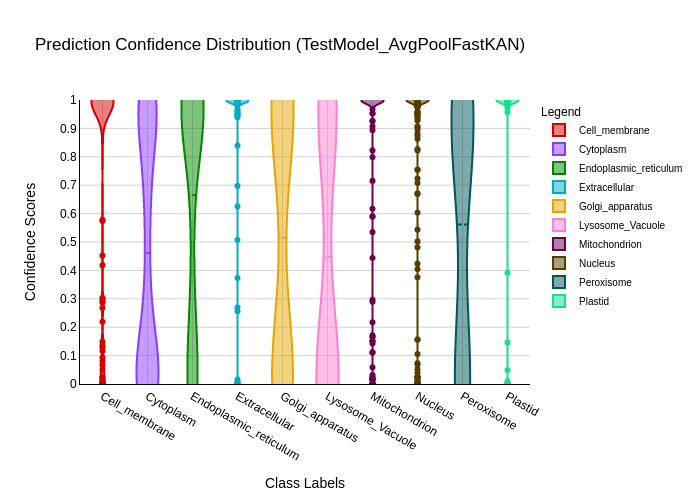 Prediction Confidence Distribution (TestModel_AvgPoolFastKAN)
Confidence Scores
1
0.9
0.8
0.7
0.6
0.5
0.4
0.3
0.2
0.1
0
Cell_membrane
Cytoplasm
Endoplasmic_reticulum
Extracellular
Golgi_apparatus
Lysosome_Vacuole
Mitochondrion
Nucleus
Peroxisome
Plastid
Class Labels
Legend
Cell_membrane
Cytoplasm
Endoplasmic_reticulum
Extracellular
Golgi_apparatus
Lysosome_Vacuole
Mitochondrion
Nucleus
Peroxisome
Plastid